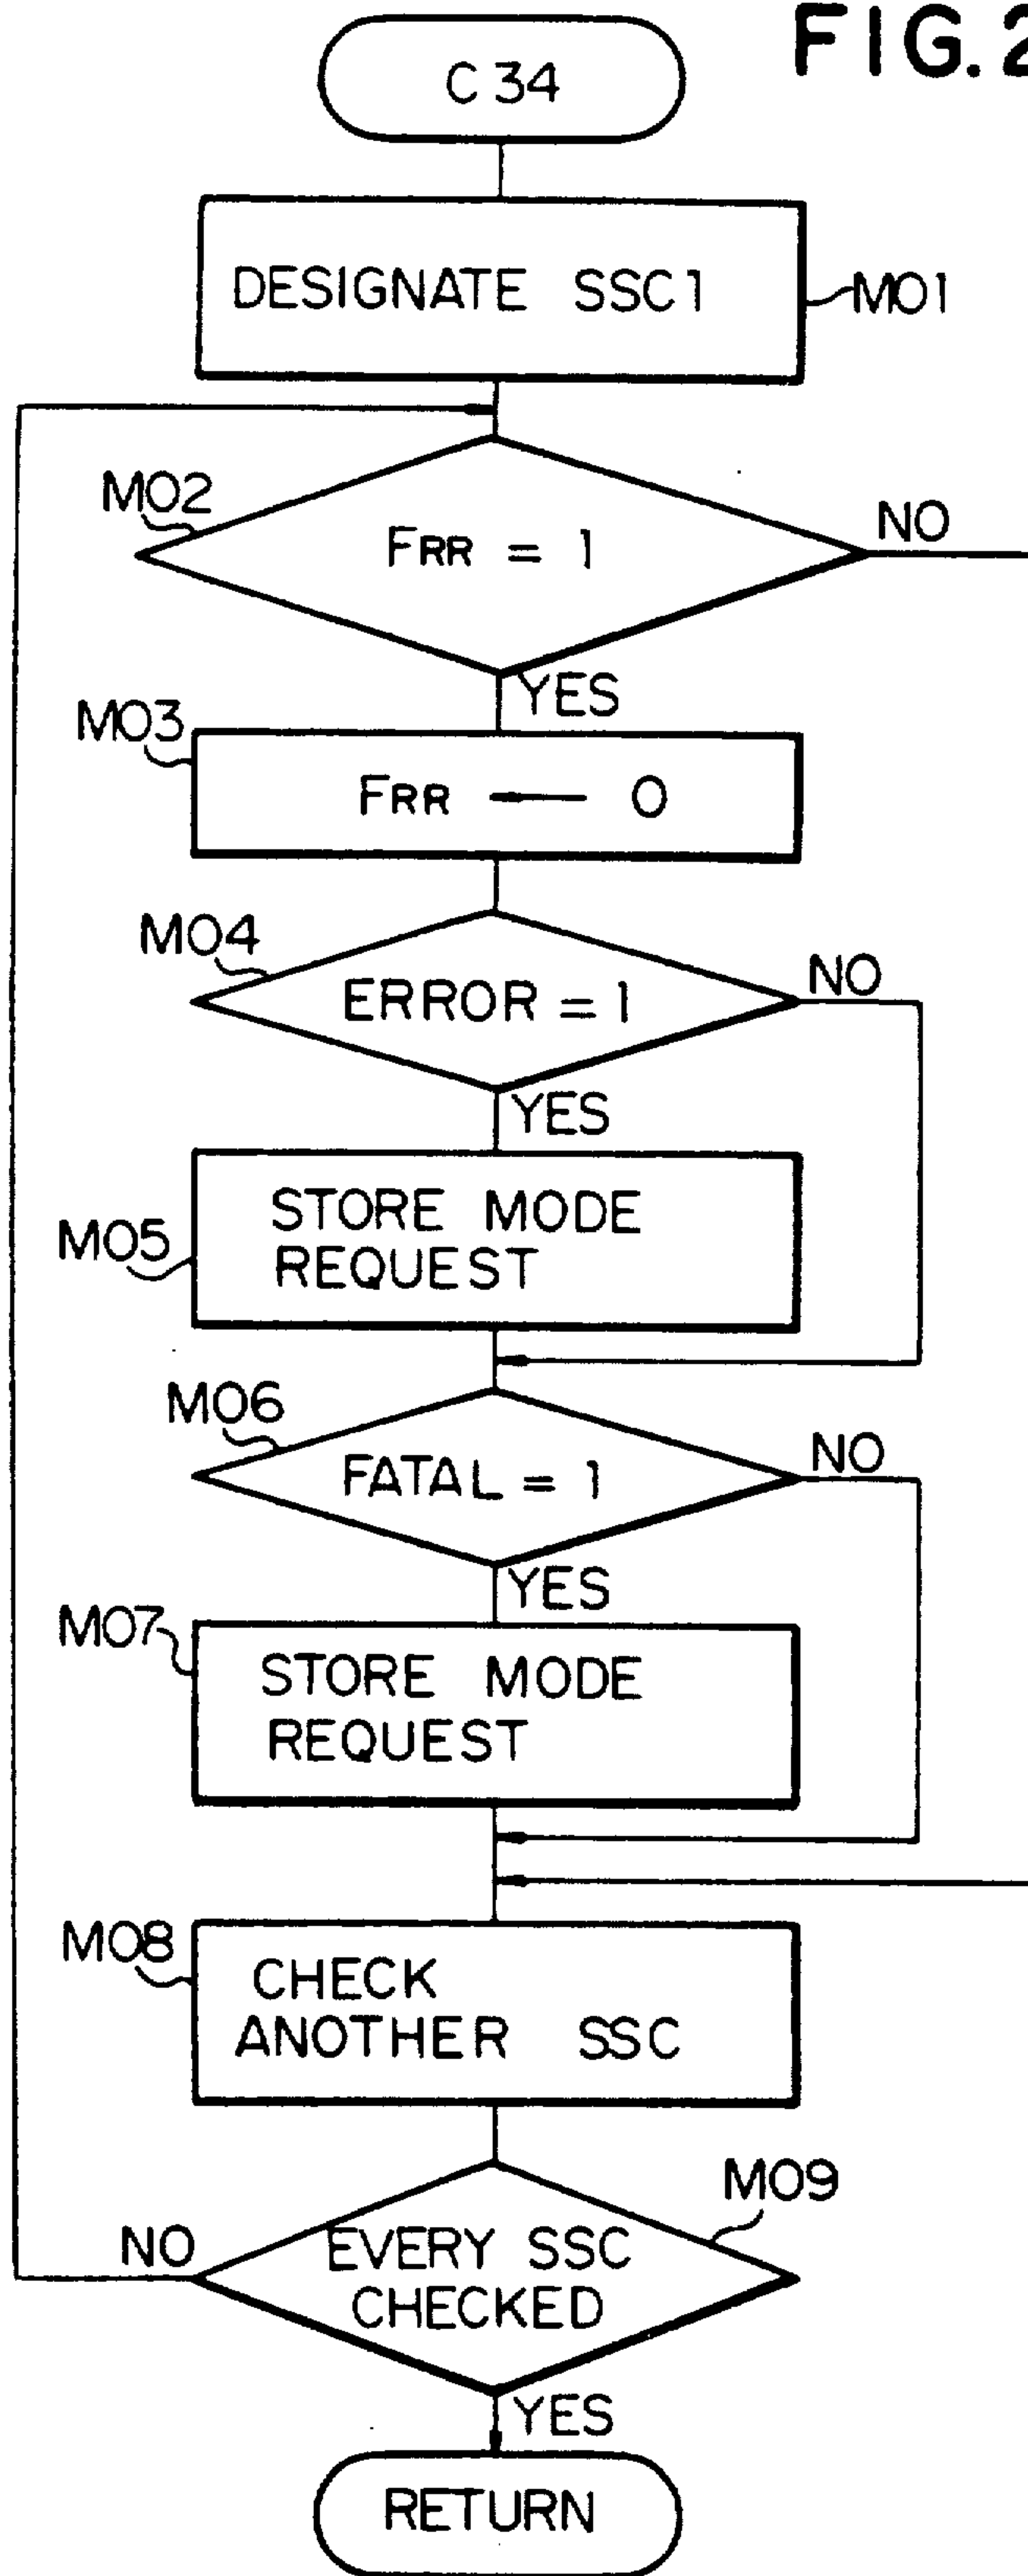 FIG. 2
C34
DESIGNATE SSC1
M01
M02
FRR = 1
NO
YES
M03
FRR ← 0
M04
ERROR = 1
NO
YES
M05
STORE MODE
REQUEST
M06
FATAL = 1
NO
YES
M07
STORE MODE
REQUEST
M08
CHECK
ANOTHER SSC
M09
NO
EVERY SSC
CHECKED
YES
RETURN